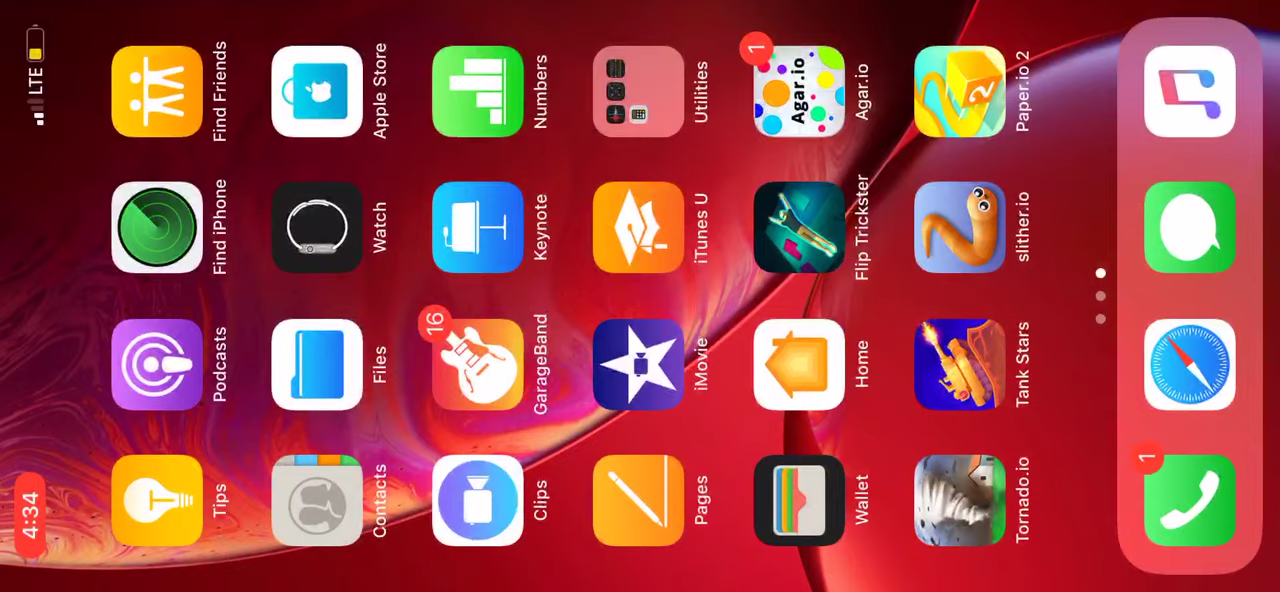 4:34 LTE
Tips Podcasts Find iPhone Find Friends
Contacts Files Watch Apple Store
16
Clips GarageBand Keynote Numbers
Pages iMovie iTunes U Utilities
1
Agar.io
Wallet Home Flip Trickster Agar.io
2
Tornado.io Tank Stars slither.io Paper.io 2
1